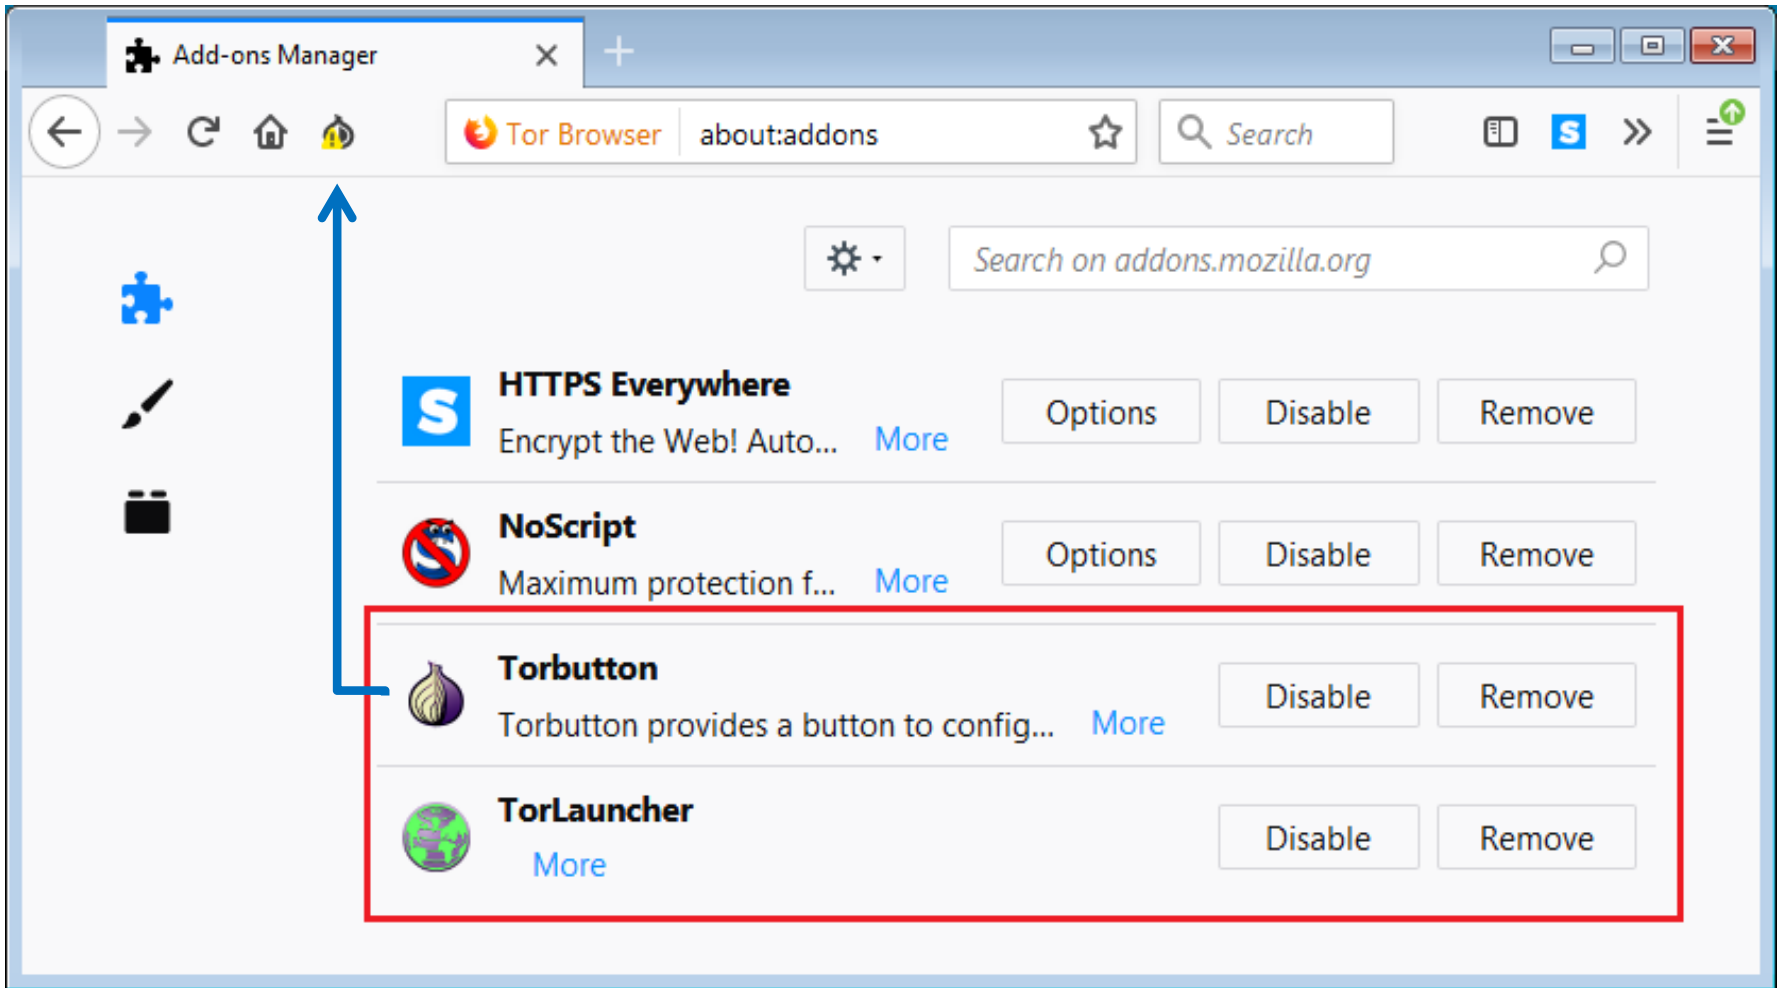 Add-ons Manager
Tor Browser about:addons Search S
Search on addons.mozilla.org
S HTTPS Everywhere Options Disable Remove
Encrypt the Web! Auto... More
NoScript Options Disable Remove
Maximum protection f... More
Torbutton Disable Remove
Torbutton provides a button to config... More
TorLauncher Disable Remove
More